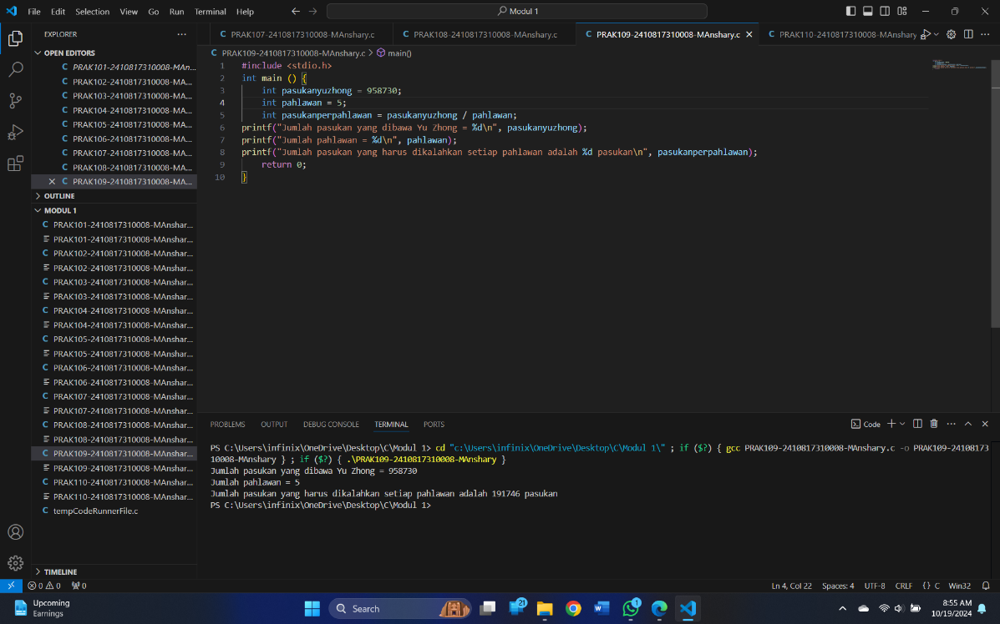 File Edit Selection View Go Run Terminal Help
Modul 1
EXPLORER
OPEN EDITORS
PRAK101-2410817310008-MAn...
PRAK102-2410817310008-MA...
PRAK103-2410817310008-MA...
PRAK104-2410817310008-MA...
PRAK105-2410817310008-MA...
PRAK106-2410817310008-MA...
PRAK107-2410817310008-MA...
PRAK108-2410817310008-MA...
PRAK109-2410817310008-MA...
OUTLINE
MODUL 1
C PRAK101-2410817310008-MAnshar...
PRAK101-2410817310008-MAnshar...
C PRAK102-2410817310008-MAnshar...
PRAK102-2410817310008-MAnshar...
C PRAK103-2410817310008-MAnshar...
PRAK103-2410817310008-MAnshar...
C PRAK104-2410817310008-MAnshar...
PRAK104-2410817310008-MAnshar...
C PRAK105-2410817310008-MAnshar...
PRAK105-2410817310008-MAnshar...
C PRAK106-2410817310008-MAnshar...
PRAK106-2410817310008-MAnshar...
C PRAK107-2410817310008-MAnshar...
PRAK107-2410817310008-MAnshar...
C PRAK108-2410817310008-MAnshar...
PRAK108-2410817310008-MAnshar...
C PRAK109-2410817310008-MAnshar...
PRAK109-2410817310008-MAnshar...
C PRAK110-2410817310008-MAnshar...
PRAK110-2410817310008-MAnshar...
C tempCodeRunnerFile.c
TIMELINE
C PRAK107-2410817310008-MAnshary.c C PRAK108-2410817310008-MAnshary.c C PRAK109-2410817310008-MAnshary.c C PRAK110-2410817310008-MAnshary
C PRAK109-2410817310008-MAnshary.c > main()
1 #include <stdio.h>
2 int main () {
3 int pasukanyuzhong = 958730;
4 int pahlawan = 5;
5 int pasukanperpahlawan = pasukanyuzhong / pahlawan;
6 printf("Jumlah pasukan yang dibawa Yu Zhong = %d\n", pasukanyuzhong);
7 printf("Jumlah pahlawan = %d\n", pahlawan);
8 printf("Jumlah pasukan yang harus dikalahkan setiap pahlawan adalah %d pasukan\n", pasukanperpahlawan);
9 return 0;
10 }
PROBLEMS OUTPUT DEBUG CONSOLE TERMINAL PORTS
Code
PS C:\Users\infinix\OneDrive\Desktop\C\Modul 1> cd "c:\Users\infinix\OneDrive\Desktop\C\Modul 1\" ; if ($?) { gcc PRAK109-2410817310008-MAnshary.c -o PRAK109-24108173
10008-MAnshary } ; if ($?) { .\PRAK109-2410817310008-MAnshary }
Jumlah pasukan yang dibawa Yu Zhong = 958730
Jumlah pahlawan = 5
Jumlah pasukan yang harus dikalahkan setiap pahlawan adalah 191746 pasukan
PS C:\Users\infinix\OneDrive\Desktop\C\Modul 1>
0 0 0
Ln 4, Col 22 Spaces: 4 UTF-8 CRLF {} C Win32
Upcoming
Earnings
Search
21
1
8:55 AM
10/19/2024